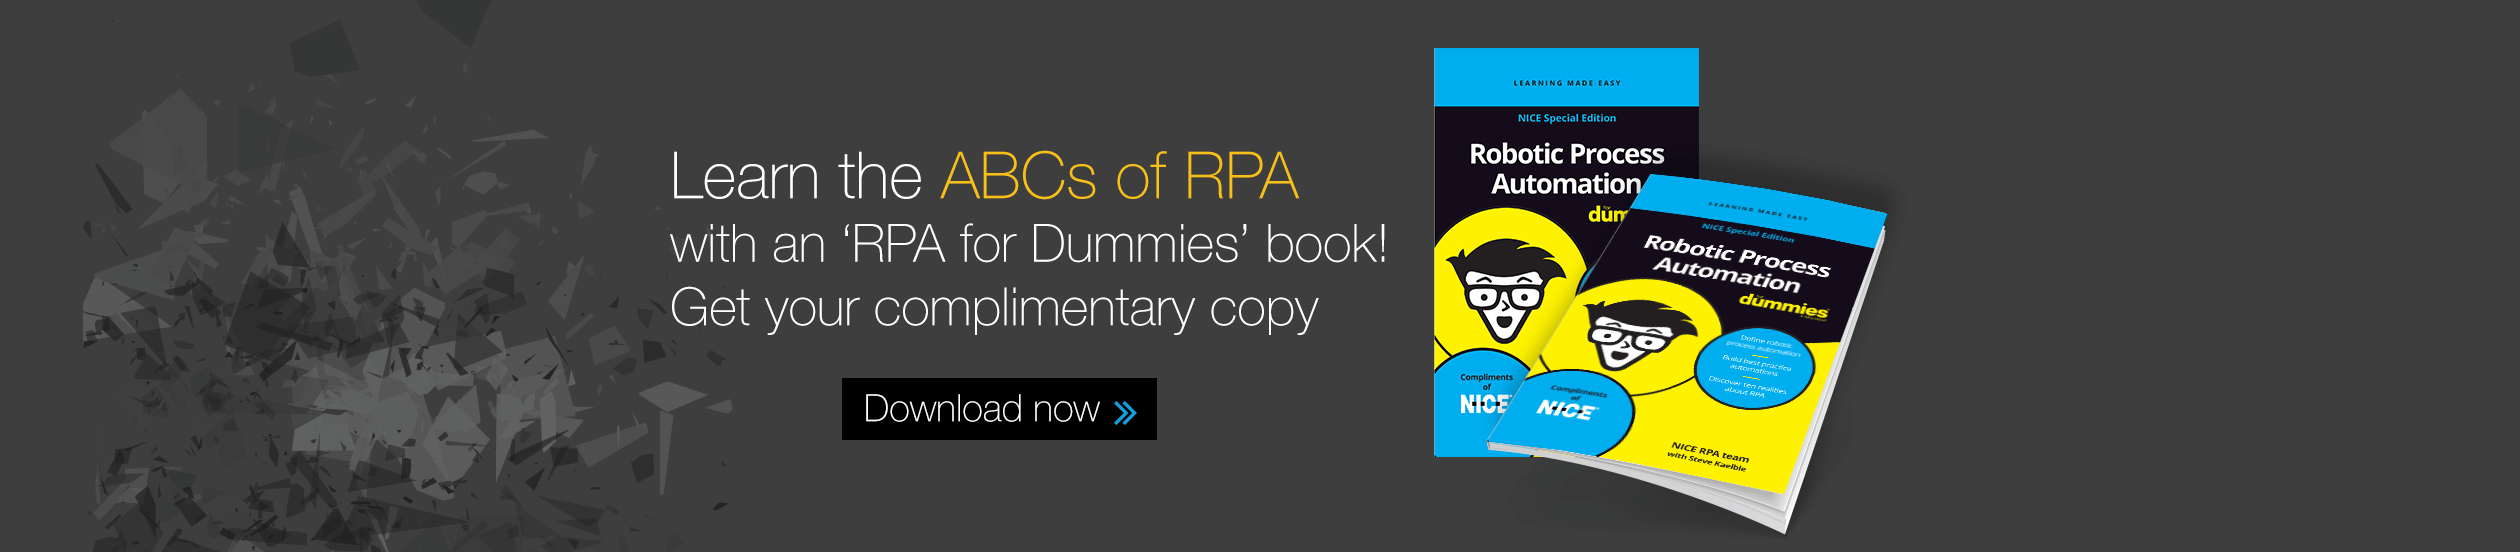 Learn the ABCs of RPA
with an ‘RPA for Dummies’ book!
Get your complimentary copy
Download now
LEARNING MADE EASY
NICE Special Edition
Robotic Process
Automation
for
dum
Compliments
of
NICE
LEARNING MADE EASY
NICE Special Edition
Robotic Process
Automation
for
dummies
Define robotic
process automation
Build best practice
automations
Discover ten realities
about RPA
Compliments
of
NICE
NICE RPA team
with Steve Kaelble